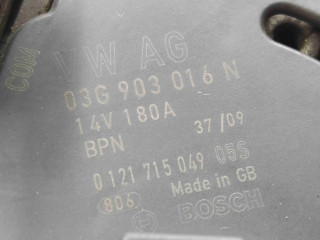 COM
VW AG
03G 903 016 N
14V 180A
BPN 37/09
0 121 715 049 05S
806 Made in GB
BOSCH